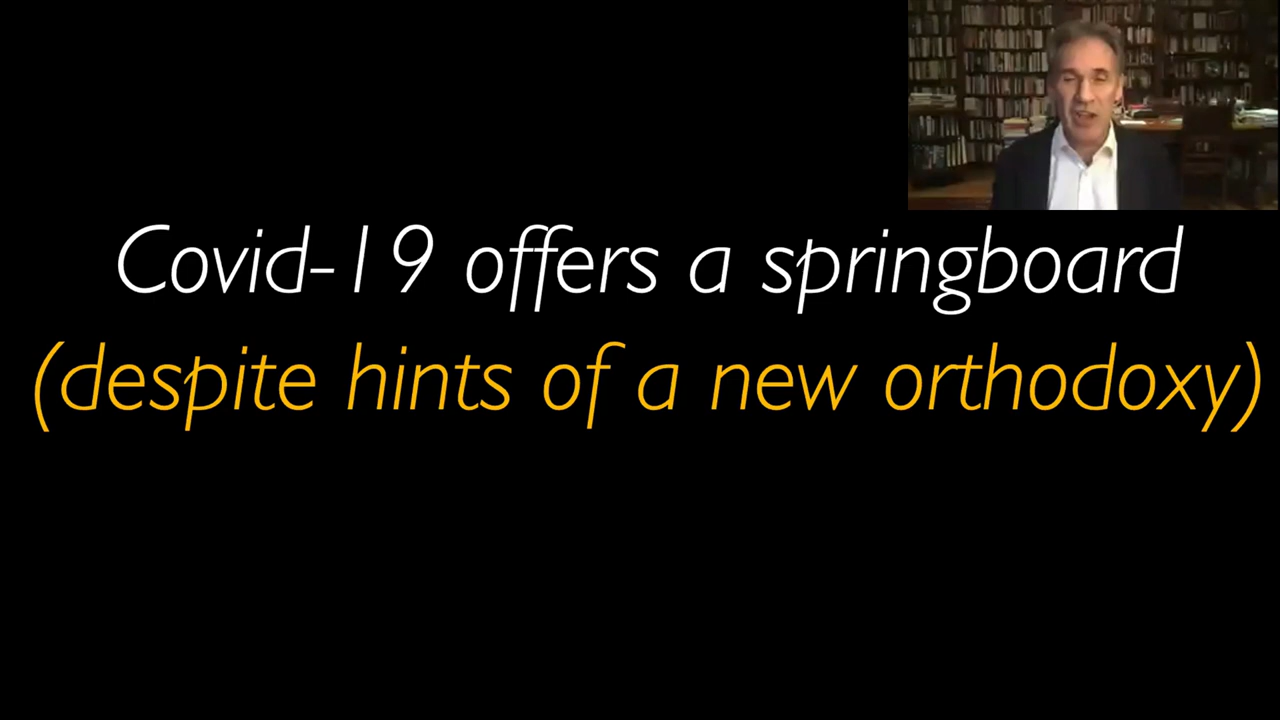 Covid-19 offers a springboard
(despite hints of a new orthodoxy)